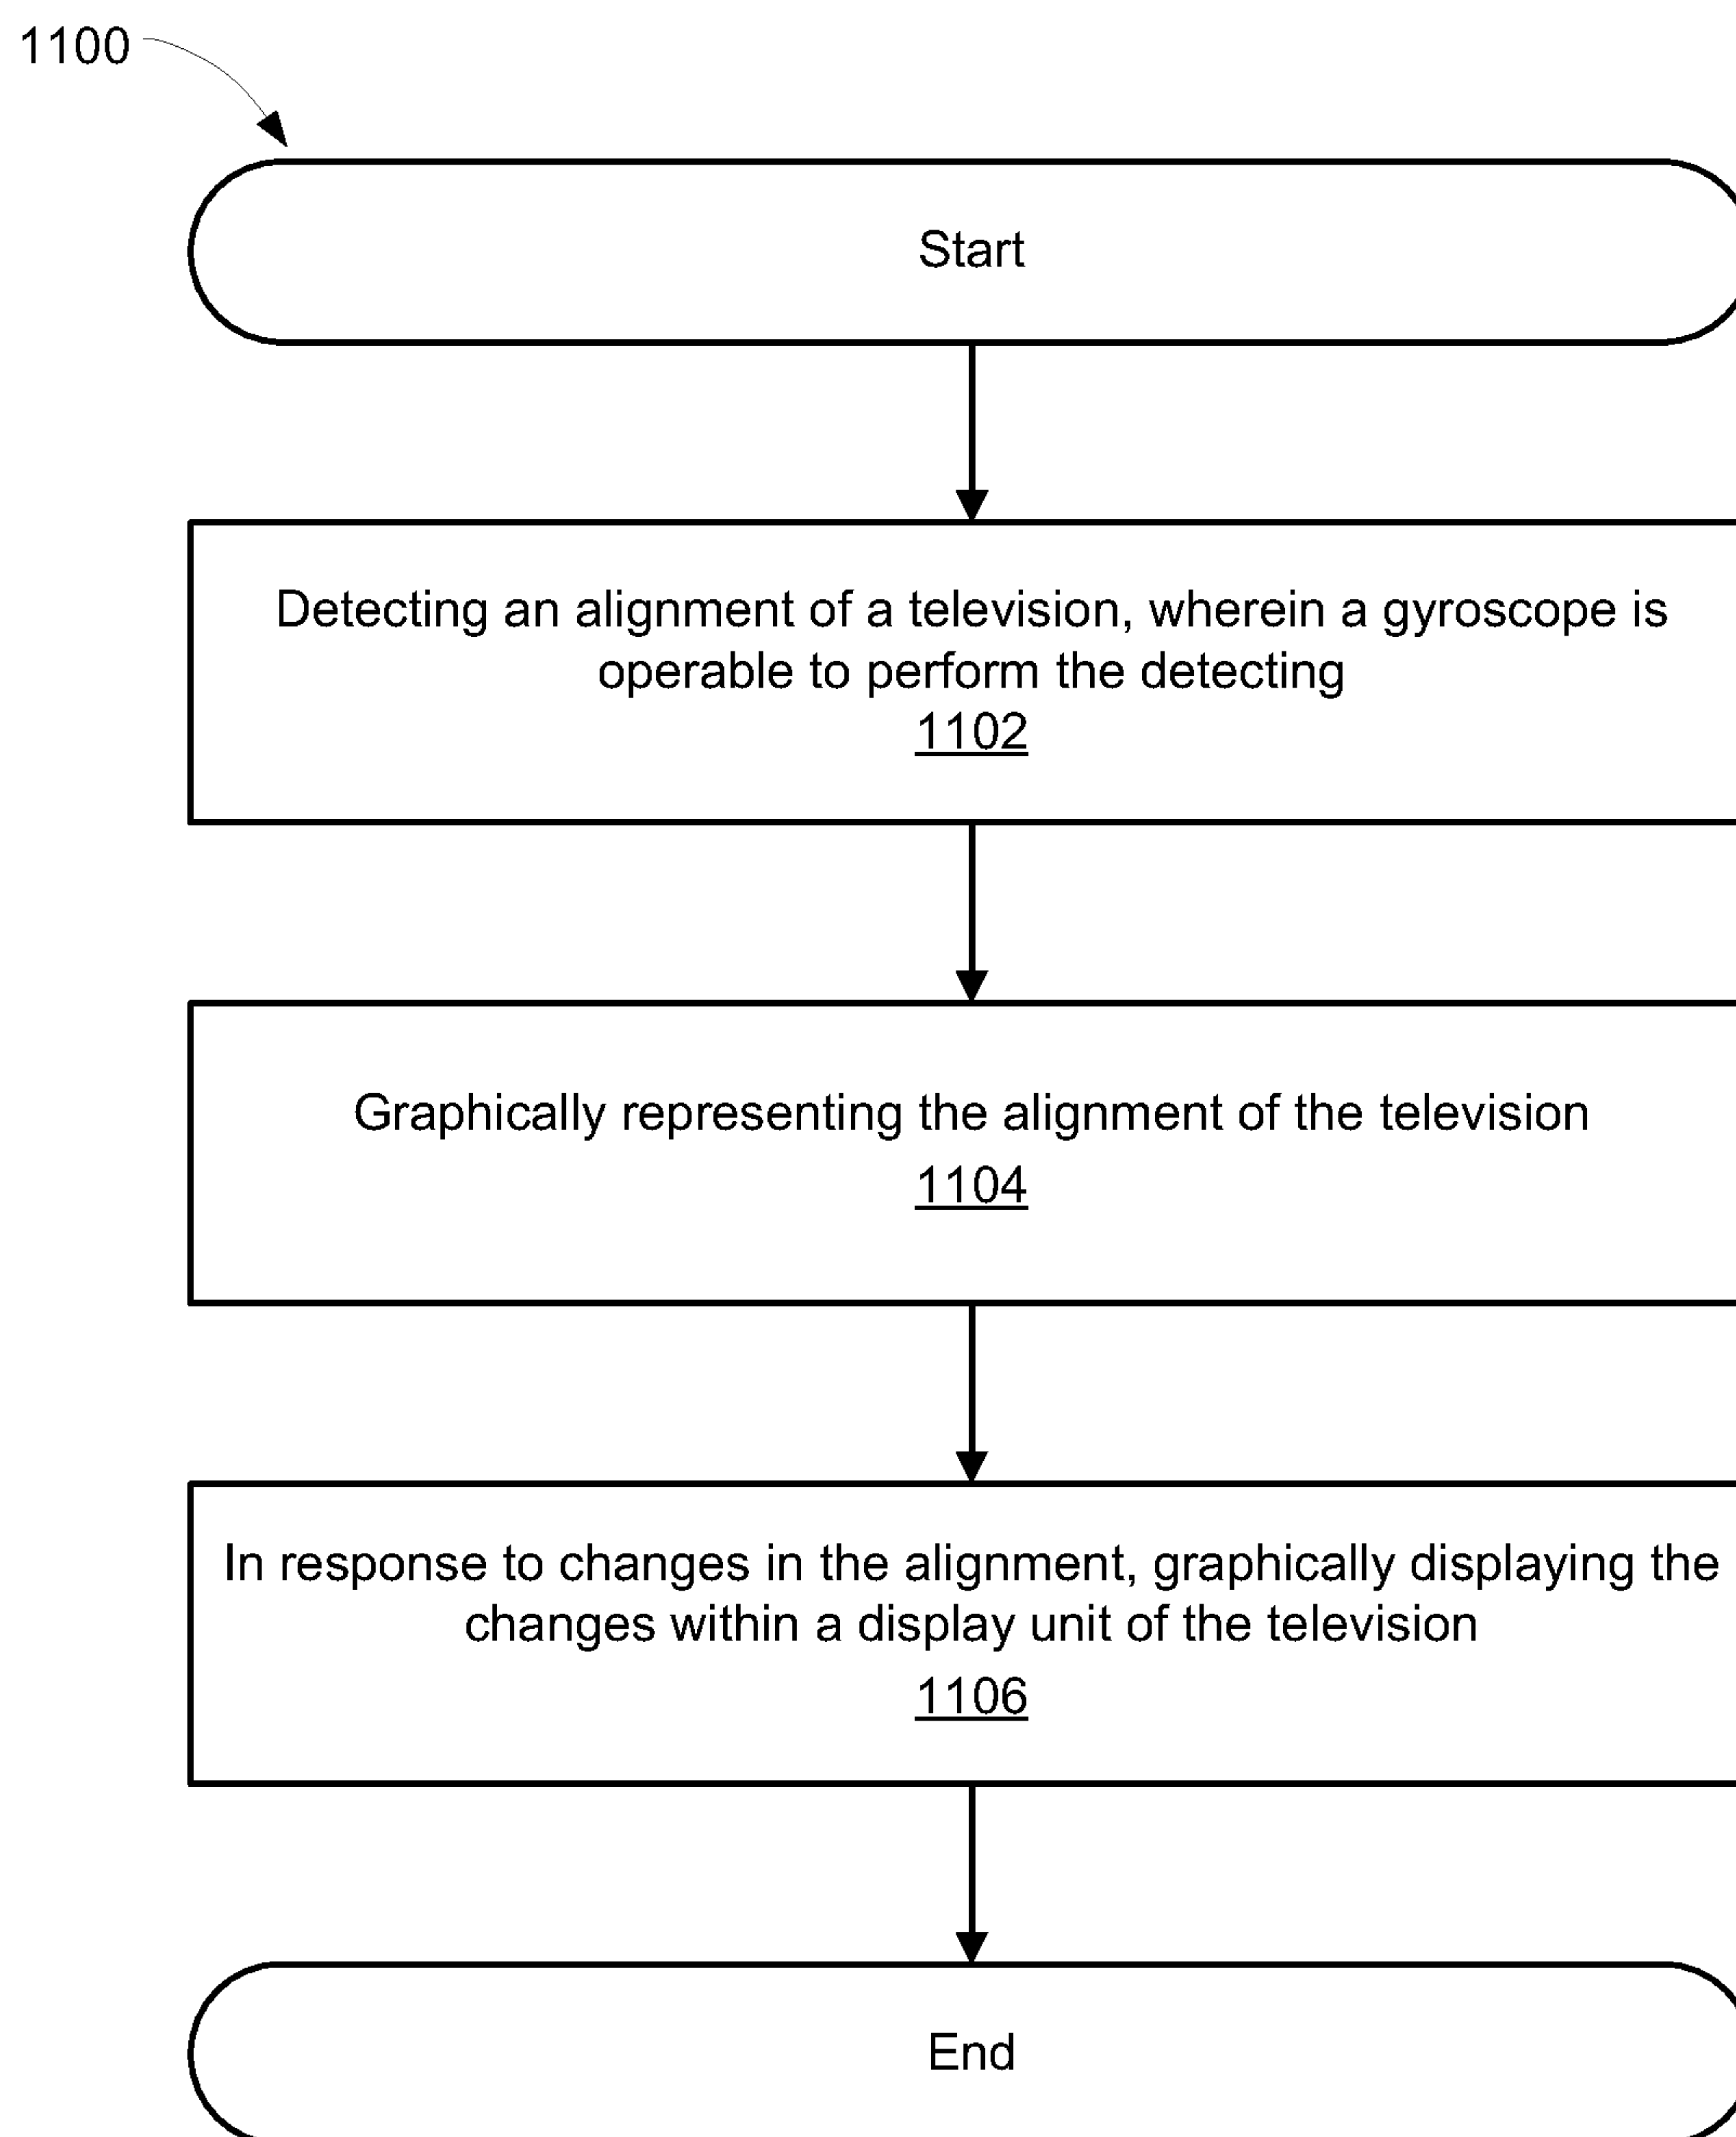 1100
Start
Detecting an alignment of a television, wherein a gyroscope is
operable to perform the detecting
1102
Graphically representing the alignment of the television
1104
In response to changes in the alignment, graphically displaying the
changes within a display unit of the television
1106
End